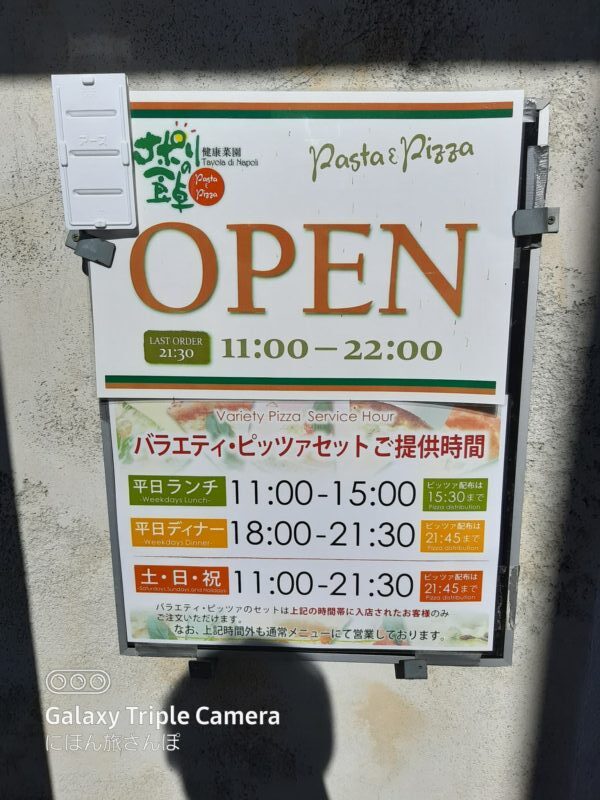 ナポリの食卓
健康菜園
Tavola di Napoli
Pasta & Pizza
Pasta & Pizza
OPEN
LAST ORDER
21:30
11:00－22:00
Variety Pizza Service Hour
バラエティ・ピッツァセット ご提供時間
平日ランチ
-Weekdays Lunch-
11:00-15:00
ピッツァ配布は
15:30まで
Pizza distribution
平日ディナー
-Weekdays Dinner-
18:00-21:30
ピッツァ配布は
21:45まで
Pizza distribution
土・日・祝
-Saturdays,Sundays,and Holidays-
11:00-21:30
ピッツァ配布は
21:45まで
Pizza distribution
バラエティ・ピッツァのセットは上記の時間帯に入店されたお客様のみ
ご注文いただけます。
なお、上記時間外も通常メニューにて営業しております。
Galaxy Triple Camera
にほん旅さんぽ